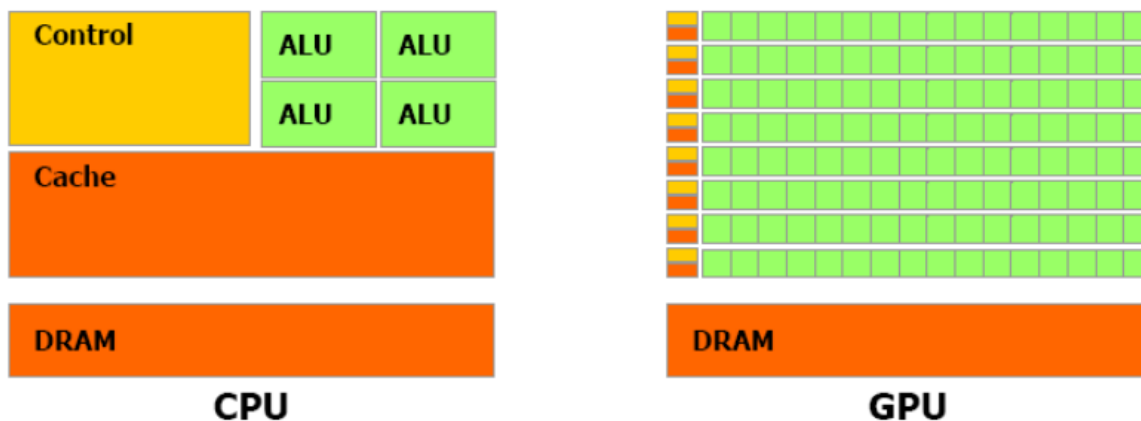 Control
ALU
ALU
ALU
ALU
Cache
DRAM
CPU
DRAM
GPU